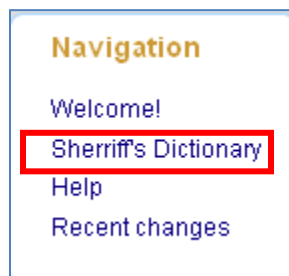 Navigation
Welcome!
Sherriff's Dictionary
Help
Recent changes